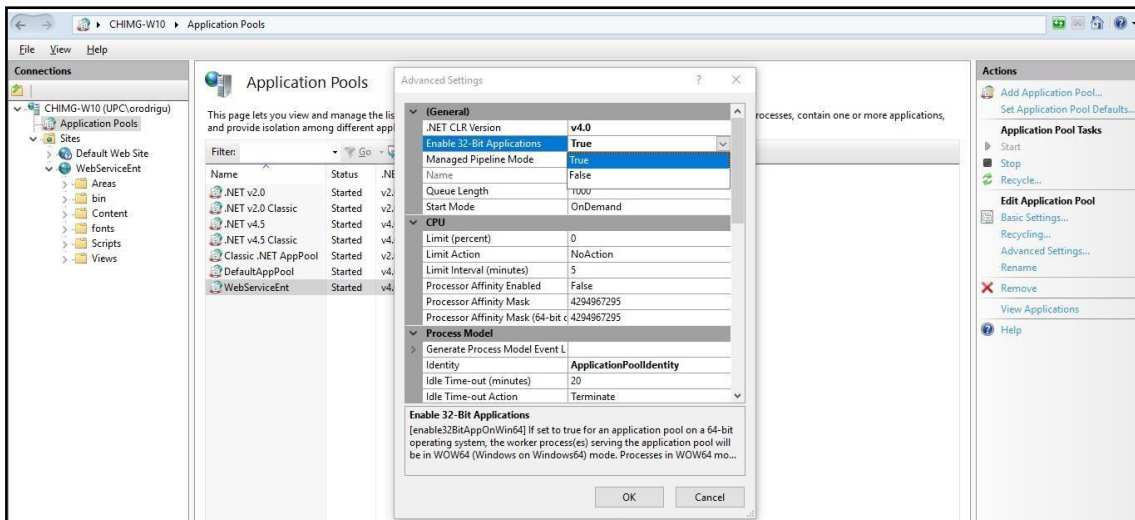 CHIMG-W10 Application Pools
File View Help
Connections
CHIMG-W10 (UPC\orodrigu)
Application Pools
Sites
Default Web Site
WebServiceEnt
Areas
bin
Content
fonts
Scripts
Views
Application Pools
This page lets you view and manage the lis
rocesses, contain one or more applications,
and provide isolation among different appl
Filter: Go
Name Status .NE
.NET v2.0 Started v2.
.NET v2.0 Classic Started v2.
.NET v4.5 Started v4.
.NET v4.5 Classic Started v4.
Classic .NET AppPool Started v2.
DefaultAppPool Started v4.
WebServiceEnt Started v4.
Advanced Settings ? ×
(General)
.NET CLR Version v4.0
Enable 32-Bit Applications True
Managed Pipeline Mode True
Name False
Queue Length 1000
Start Mode OnDemand
CPU
Limit (percent) 0
Limit Action NoAction
Limit Interval (minutes) 5
Processor Affinity Enabled False
Processor Affinity Mask 4294967295
Processor Affinity Mask (64-bit o 4294967295
Process Model
Generate Process Model Event L
Identity ApplicationPoolIdentity
Idle Time-out (minutes) 20
Idle Time-out Action Terminate
Enable 32-Bit Applications
[enable32BitAppOnWin64] If set to true for an application pool on a 64-bit
operating system, the worker process(es) serving the application pool will
be in WOW64 (Windows on Windows64) mode. Processes in WOW64 mo...
OK Cancel
Actions
Add Application Pool...
Set Application Pool Defaults...
Application Pool Tasks
Start
Stop
Recycle...
Edit Application Pool
Basic Settings...
Recycling...
Advanced Settings...
Rename
Remove
View Applications
Help